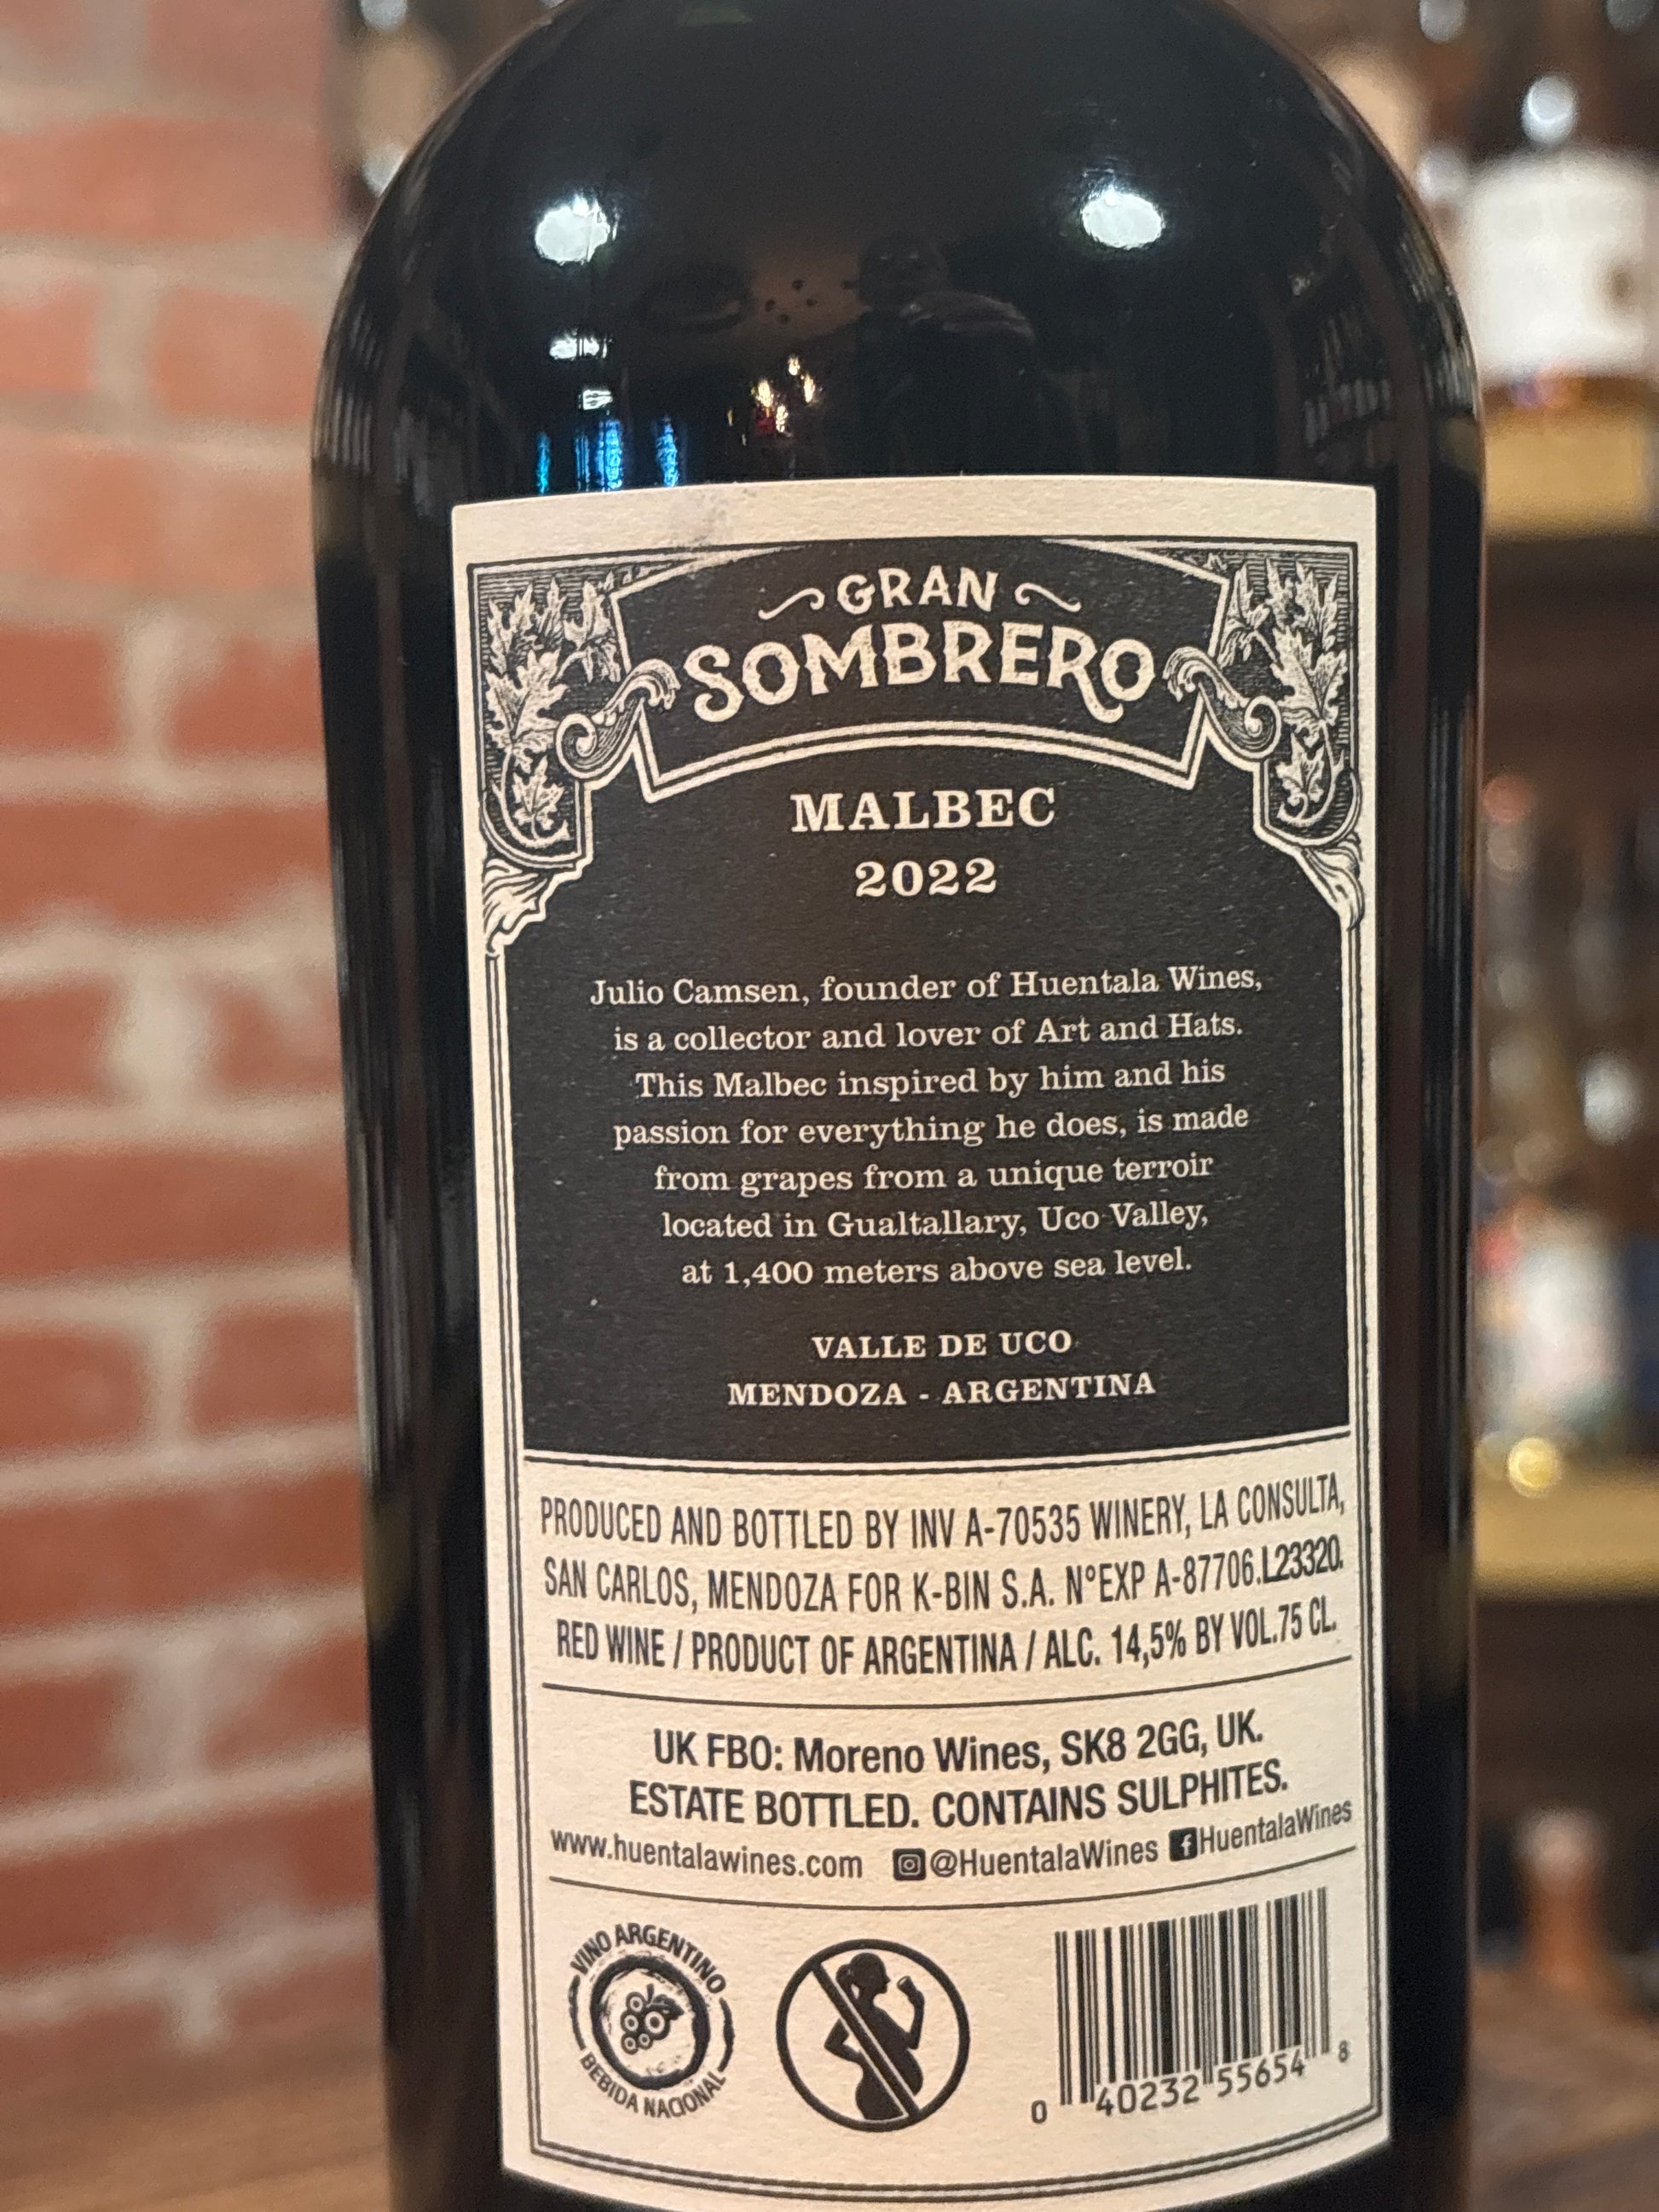 GRAN
SOMBRERO
MALBEC
2022
Julio Camsen, founder of Huentala Wines,
is a collector and lover of Art and Hats.
This Malbec inspired by him and his
passion for everything he does, is made
from grapes from a unique terroir
located in Gualtallary, Uco Valley,
at 1,400 meters above sea level.
VALLE DE UCO
MENDOZA - ARGENTINA
PRODUCED AND BOTTLED BY INV A-70535 WINERY, LA CONSULTA,
SAN CARLOS, MENDOZA FOR K-BIN S.A. N°EXP A-87706.L23320.
RED WINE / PRODUCT OF ARGENTINA / ALC. 14,5% BY VOL.75 CL.
UK FBO: Moreno Wines, SK8 2GG, UK.
ESTATE BOTTLED. CONTAINS SULPHITES.
www.huentalawines.com @HuentalaWines HuentalaWines
VINO ARGENTINO
BEBIDA NACIONAL
0 40232 55654 8